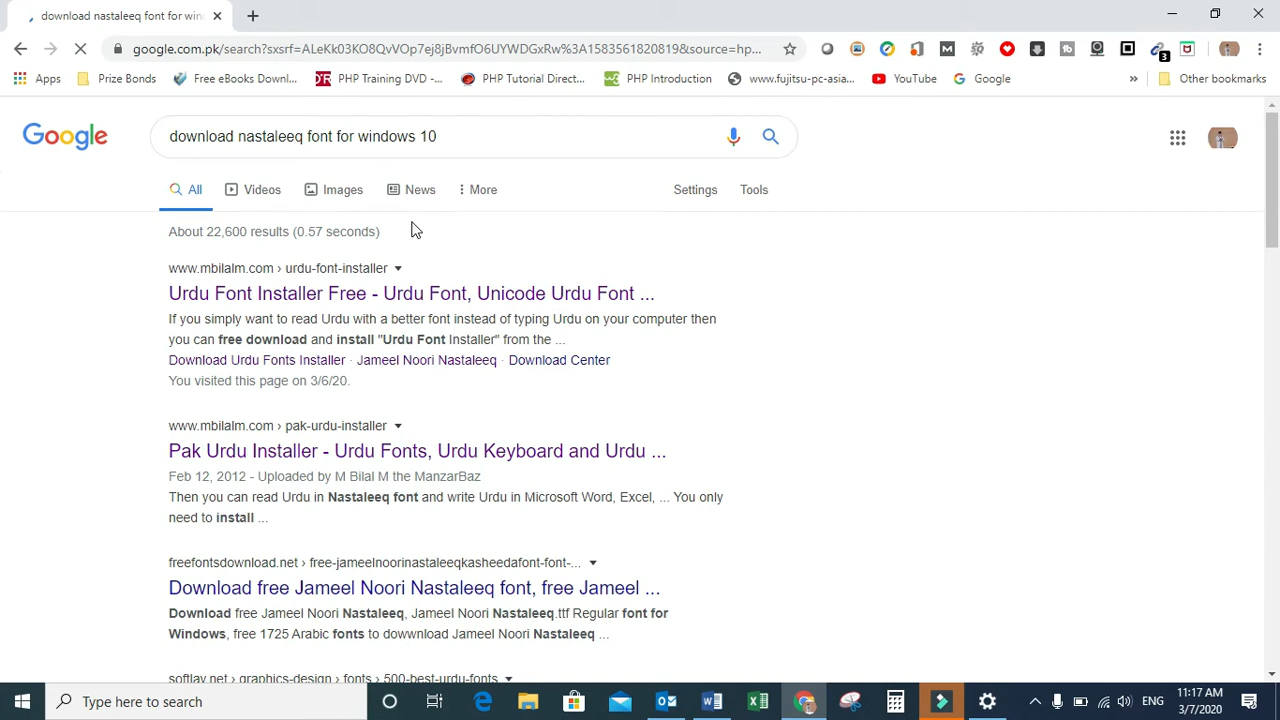 download nastaleeq font for win
google.com.pk/search?sxsrf=ALeKk03KO8QvVOp7ej8jBvmfO6UYWDGxRw%3A1583561820819&source=hp...
3
Apps Prize Bonds Free eBooks Downl... PHP Training DVD -... PHP Tutorial Direct... PHP Introduction www.fujitsu-pc-asia... YouTube Google » Other bookmarks
Google
download nastaleeq font for windows 10
All Videos Images News More Settings Tools
About 22,600 results (0.57 seconds)
www.mbilalm.com › urdu-font-installer
Urdu Font Installer Free - Urdu Font, Unicode Urdu Font ...
If you simply want to read Urdu with a better font instead of typing Urdu on your computer then
you can free download and install "Urdu Font Installer" from the ...
Download Urdu Fonts Installer · Jameel Noori Nastaleeq · Download Center
You visited this page on 3/6/20.
www.mbilalm.com › pak-urdu-installer
Pak Urdu Installer - Urdu Fonts, Urdu Keyboard and Urdu ...
Feb 12, 2012 - Uploaded by M Bilal M the ManzarBaz
Then you can read Urdu in Nastaleeq font and write Urdu in Microsoft Word, Excel, ... You only
need to install ...
freefontsdownload.net › free-jameelnoorinastaleeqkasheedafont-font-...
Download free Jameel Noori Nastaleeq font, free Jameel ...
Download free Jameel Noori Nastaleeq, Jameel Noori Nastaleeq.ttf Regular font for
Windows, free 1725 Arabic fonts to dowwnload Jameel Noori Nastaleeq ...
softlay.net › graphics-design › fonts › 500-best-urdu-fonts
Type here to search
ENG
11:17 AM
3/7/2020